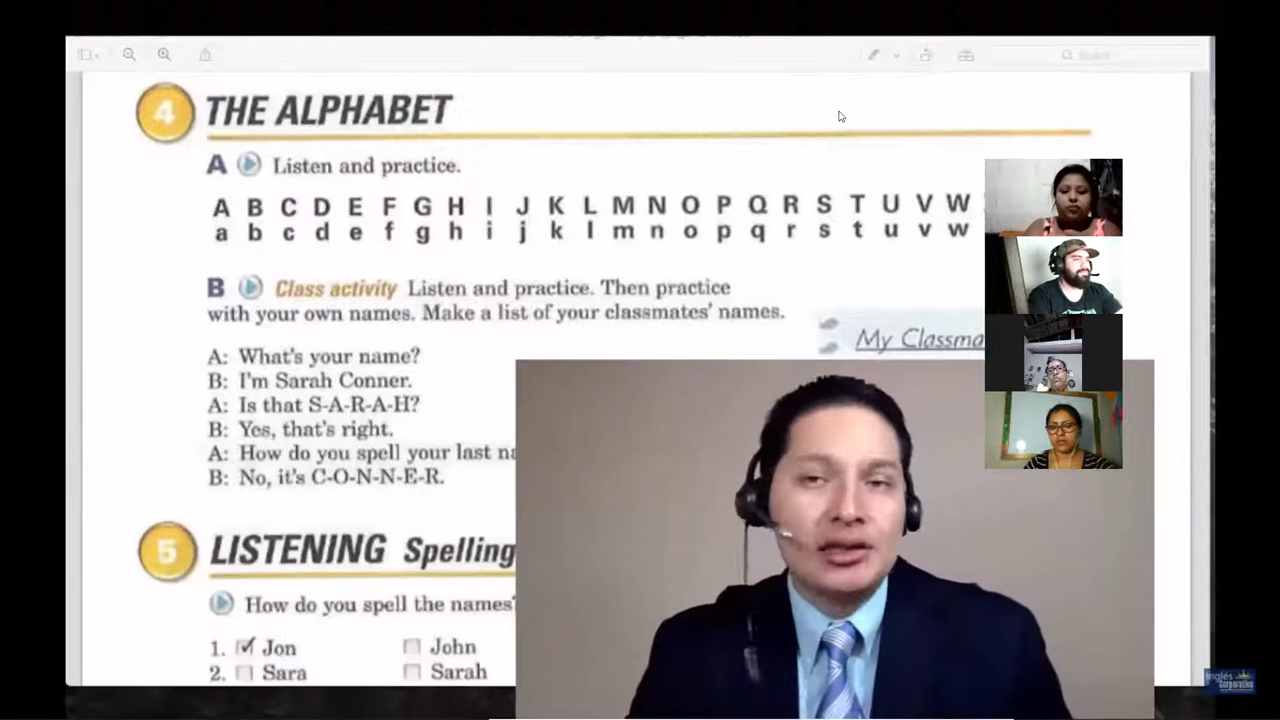 4 THE ALPHABET
A Listen and practice.
A B C D E F G H I J K L M N O P Q R S T U V W
a b c d e f g h i j k l m n o p q r s t u v w
B Class activity Listen and practice. Then practice
with your own names. Make a list of your classmates' names.
My Classma
A: What's your name?
B: I'm Sarah Conner.
A: Is that S-A-R-A-H?
B: Yes, that's right.
A: How do you spell your last na
B: No, it's C-O-N-N-E-R.
5 LISTENING Spelling
How do you spell the names?
1. Jon John
2. Sara Sarah
Inglés
Corporation